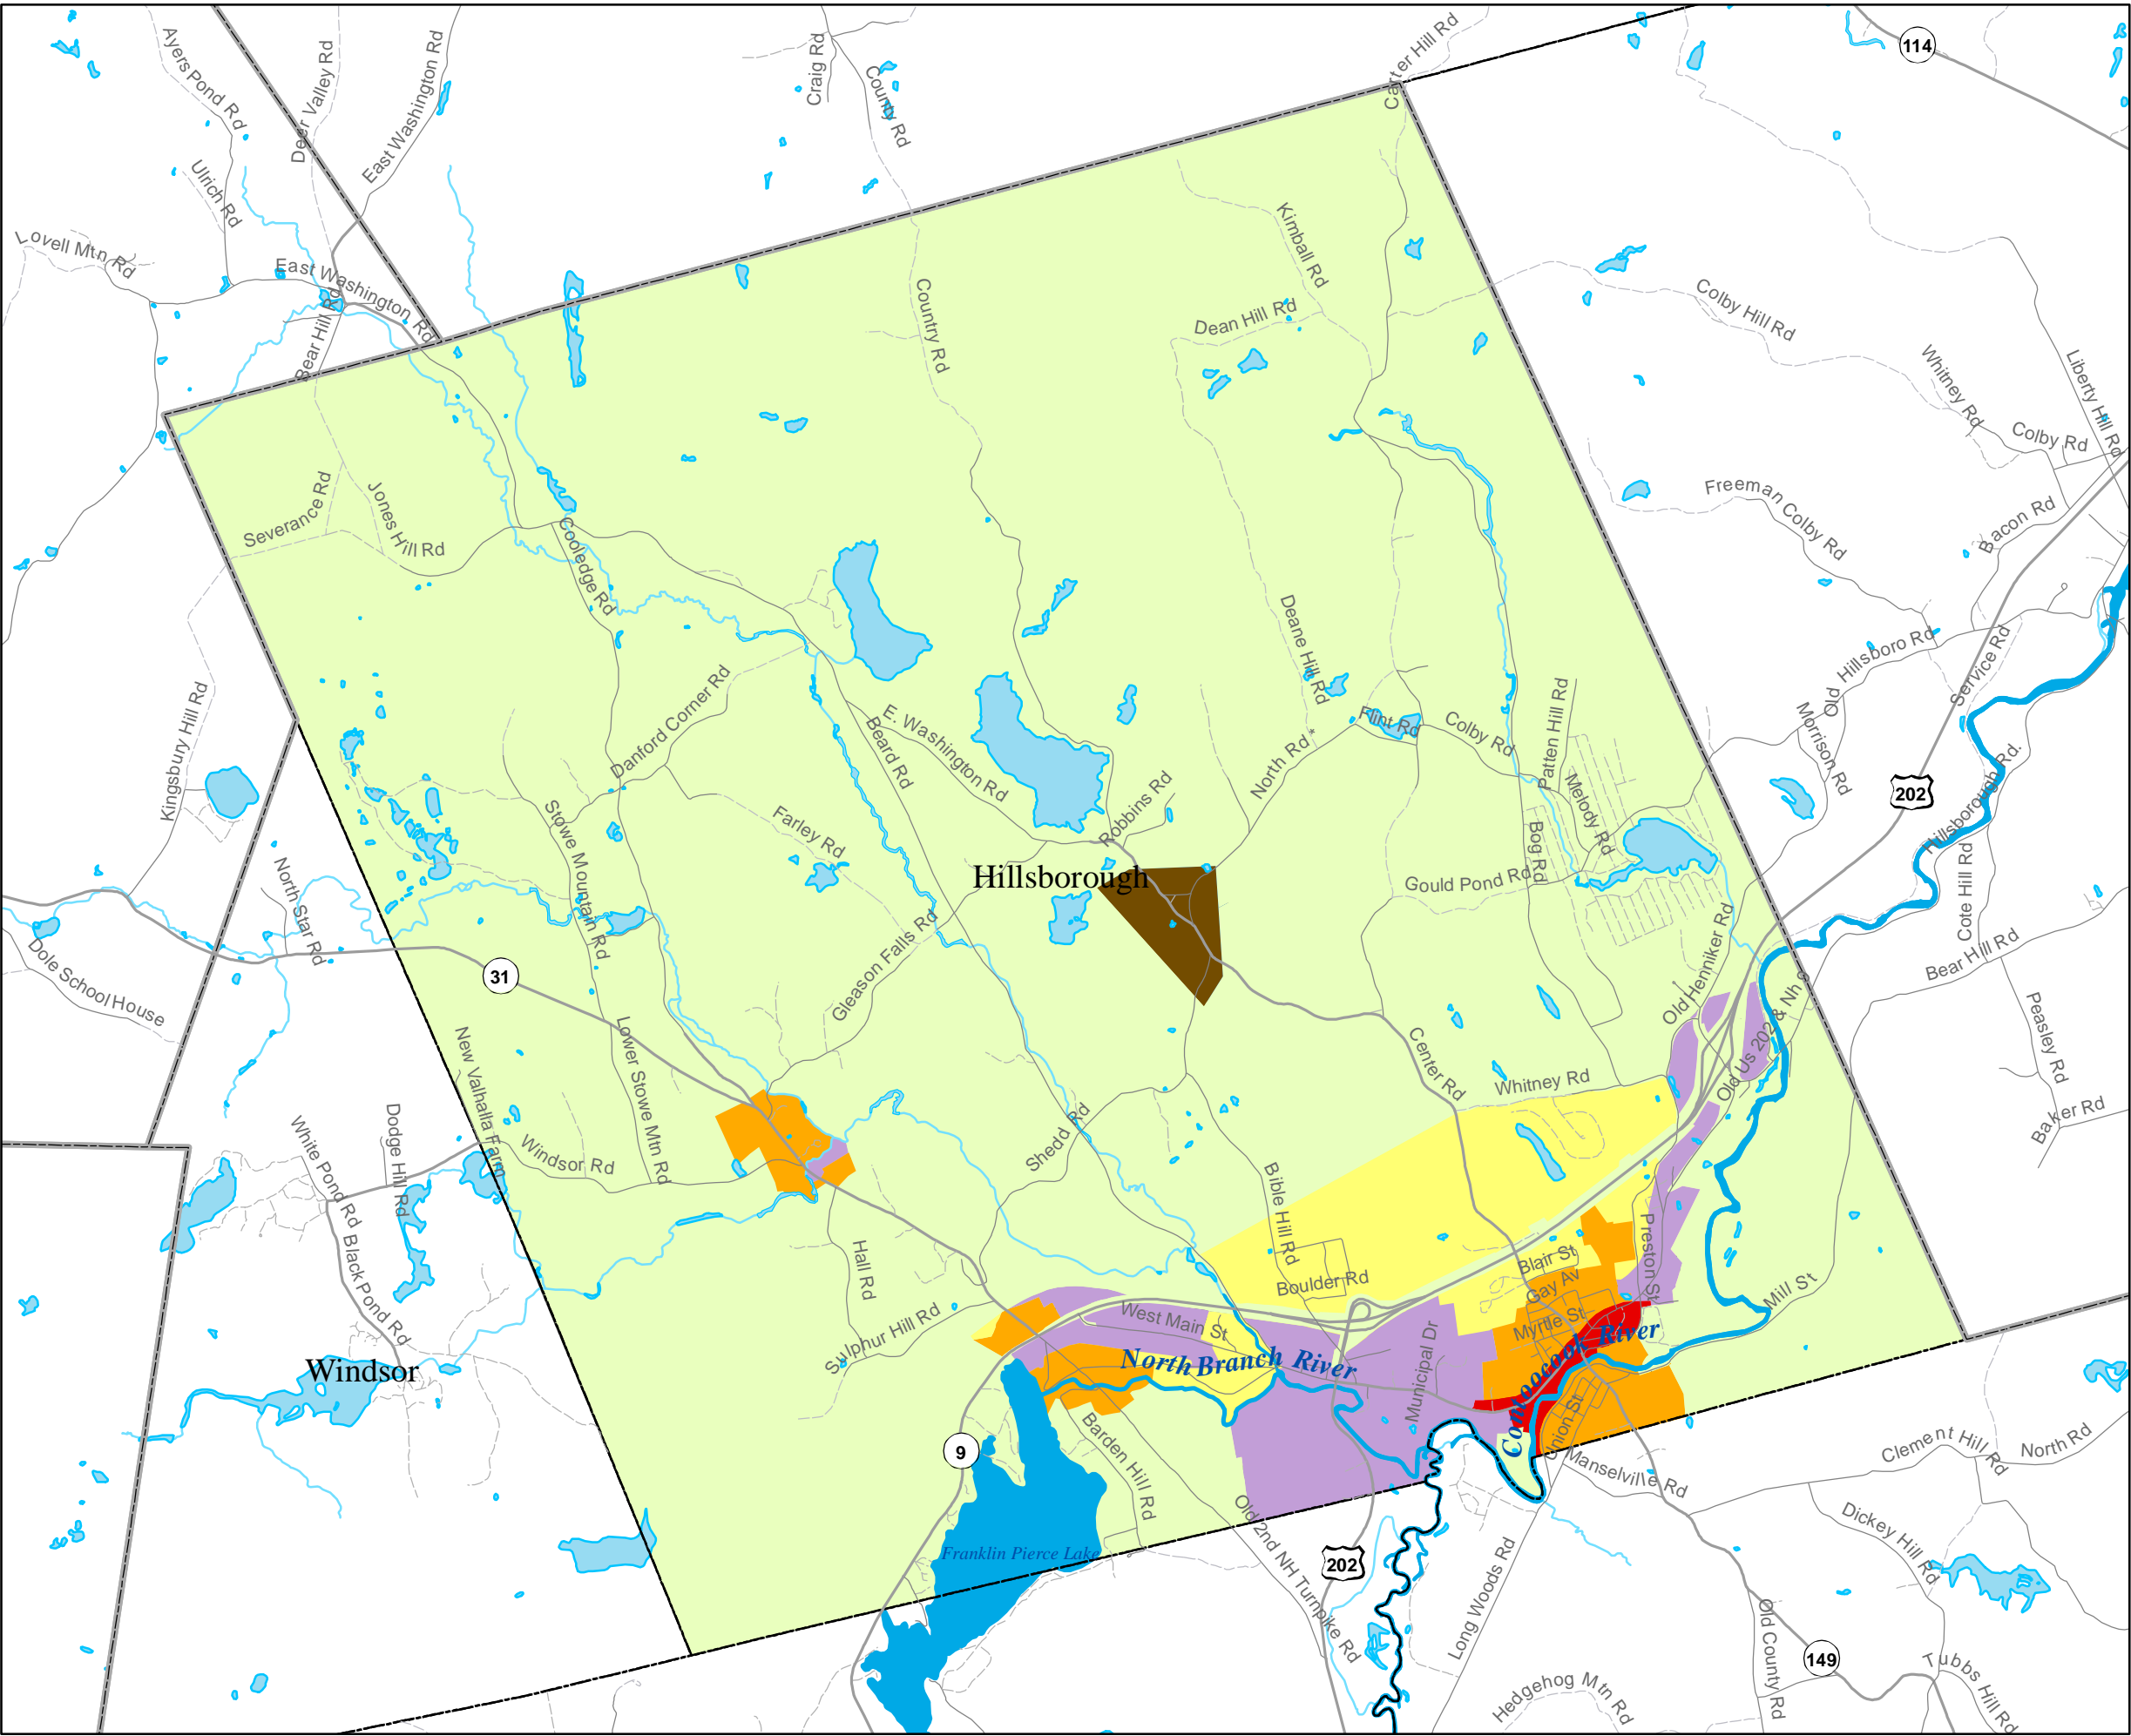 Ayers Pond Rd
Deer Valley Rd
East Washington Rd
Craig Rd
County Rd
Carter Hill Rd
114
Ulrich Rd
Lovell Mtn Rd
East Washington Rd
Bear Hill Rd
Country Rd
Kimball Rd
Dean Hill Rd
Colby Hill Rd
Whitney Rd
Liberty Hill Rd
Colby Rd
Severance Rd
Jones Hill Rd
Cooledge Rd
Freeman Colby Rd
Bacon Rd
Deane Hill Rd
Old Hillsboro Rd
Service Rd
Kingsbury Hill Rd
Danford Corner Rd
Beard Rd
E. Washington Rd
Flint Rd
Colby Rd
North Rd *
Patten Hill Rd
Morrison Rd
202
Hillsborough Rd.
Stowe Mountain Rd
Farley Rd
Robbins Rd
Melody Rd
Bog Rd
Hillsborough
Gould Pond Rd
Cote Hill Rd
North Star Rd
Gleason Falls Rd
Old Henniker Rd
Bear Hill Rd
Dole School House
31
Old Us 202 & Nh 9
Peasley Rd
New Valhalla Farm
Lower Stowe Mtn Rd
Center Rd
Whitney Rd
Baker Rd
White Pond Rd
Dodge Hill Rd
Windsor Rd
Shedd Rd
Bible Hill Rd
Preston St
Black Pond Rd
Hall Rd
Boulder Rd
Blair St
Gay Av
Mill St
Sulphur Hill Rd
West Main St
Myrtle St
Windsor
North Branch River
Municipal Dr
Contoocook River
Union St
9
Barden Hill Rd
Manselville Rd
Clement Hill Rd
North Rd
Franklin Pierce Lake
Old 2nd NH Turnpike Rd
202
Long Woods Rd
Dickey Hill Rd
Old County Rd
149
Tubbs Hill Rd
Hedgehog Mtn Rd